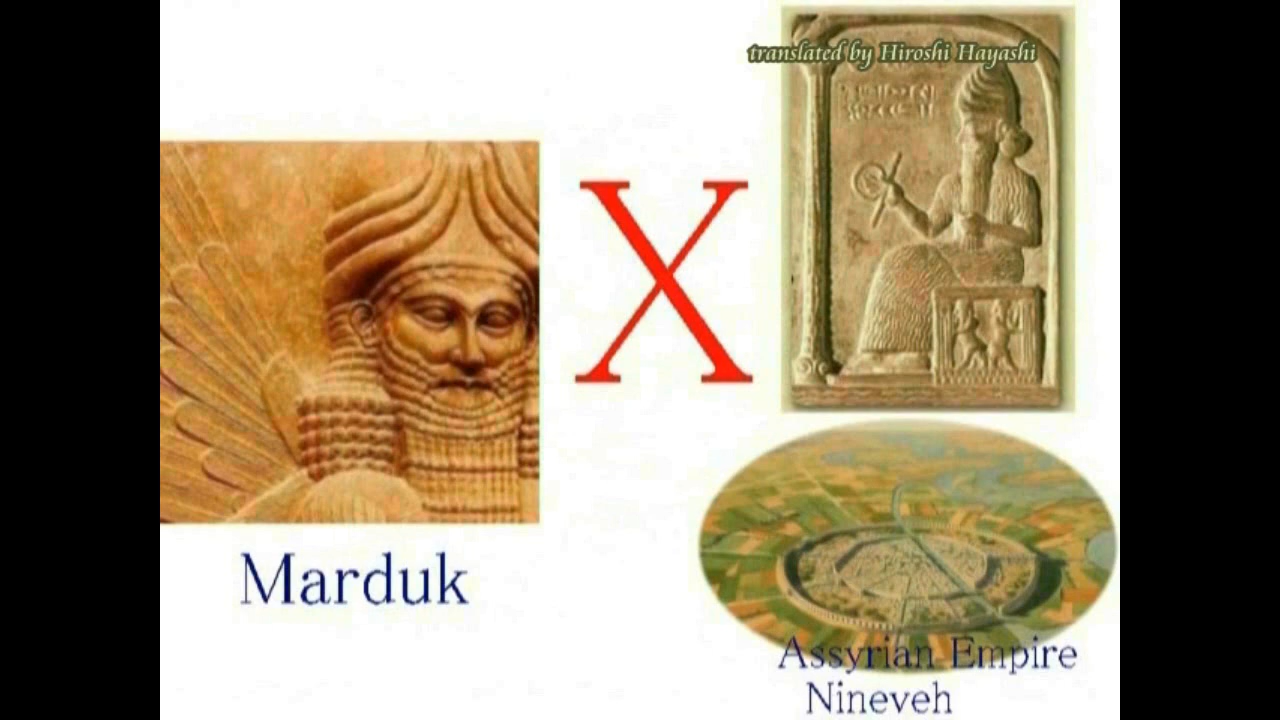 translated by Hiroshi Hayashi
X
Marduk
Assyrian Empire
Nineveh